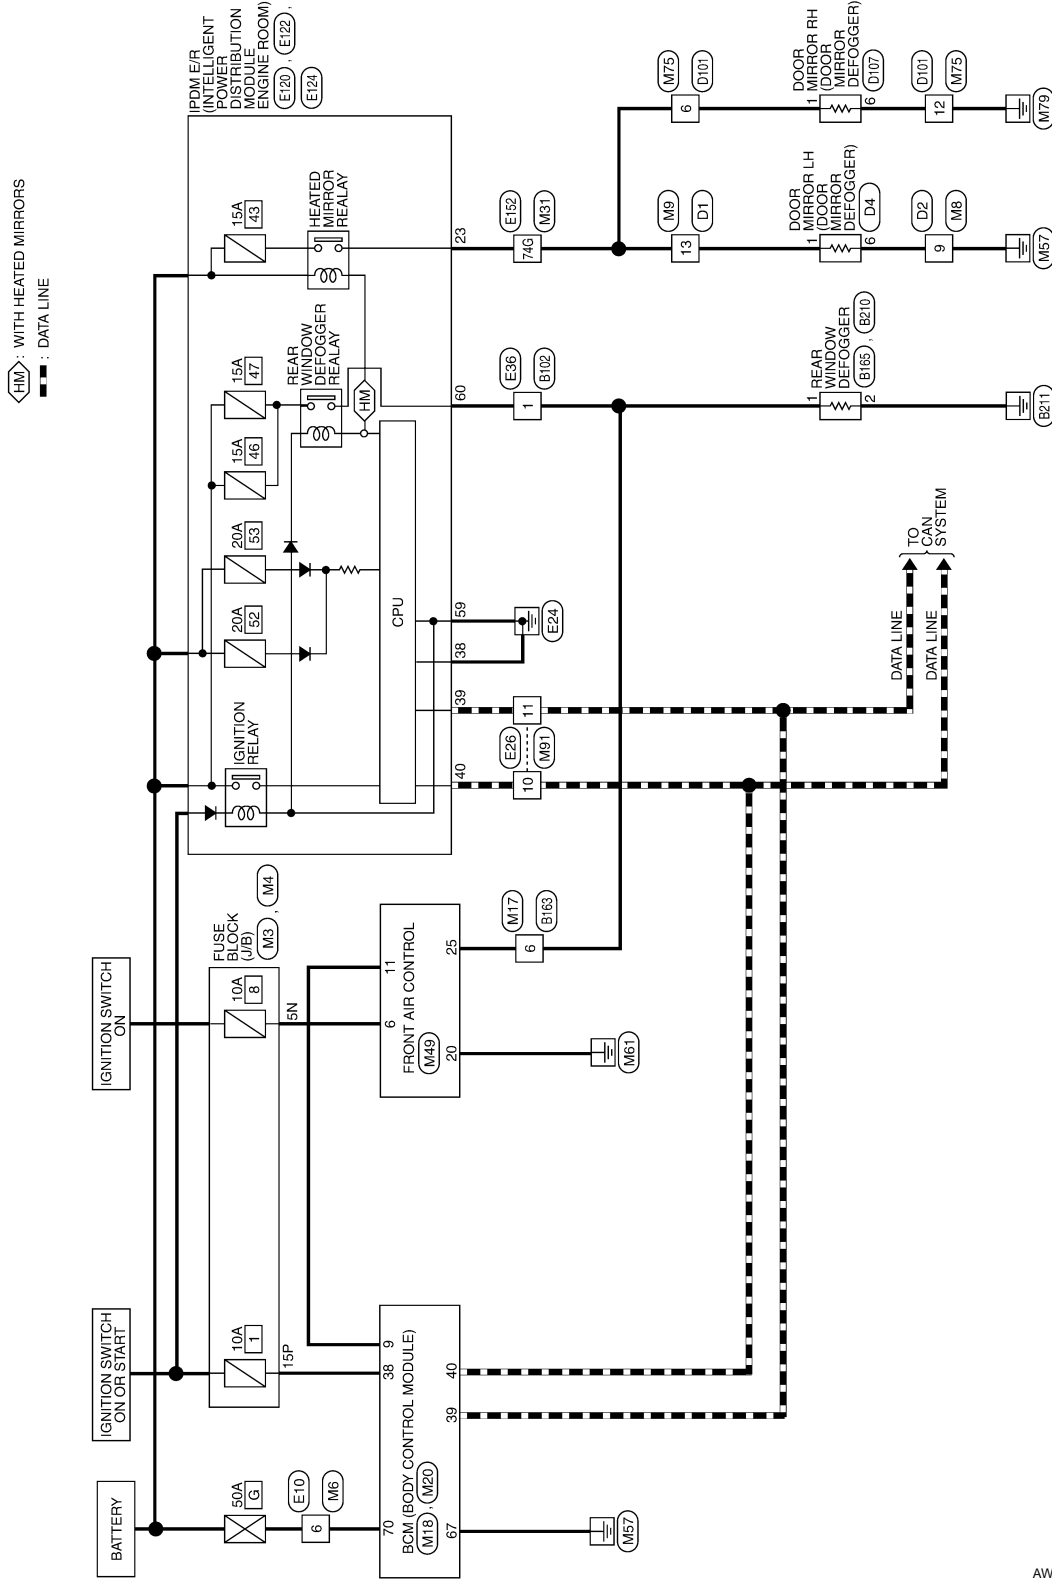 HM : WITH HEATED MIRRORS
: DATA LINE
BATTERY
IGNITION SWITCH
ON OR START
IGNITION SWITCH
ON
50A
G
10A
1
10A
8
FUSE
BLOCK
(J/B)
M3 , M4
IGNITION
RELAY
20A
52
20A
53
15A
46
15A
47
15A
43
IPDM E/R
(INTELLIGENT
POWER
DISTRIBUTION
MODULE
ENGINE ROOM)
E120 , E122 ,
E124
REAR
WINDOW
DEFOGGER
REALAY
HEATED
MIRROR
REALAY
HM
CPU
E10
6
M6
15P
5N
70
38
9
BCM (BODY CONTROL MODULE)
M18 , M20
67
39
40
M57
6
11
FRONT AIR CONTROL
M49
20
25
M61
M17
6
B163
40
39
38
59
60
23
E26
10
11
M91
E24
E36
1
B102
E152
74G
M31
M9
13
D1
M75
6
D101
DATA LINE
DATA LINE
TO
CAN
SYSTEM
REAR
WINDOW
DEFOGGER
B165 , B210
1
2
B211
DOOR
MIRROR LH
(DOOR
MIRROR
DEFOGGER)
D4
1
6
D2
9
M8
M57
DOOR
MIRROR RH
(DOOR
MIRROR
DEFOGGER)
D107
1
6
D101
12
M75
M79
AW